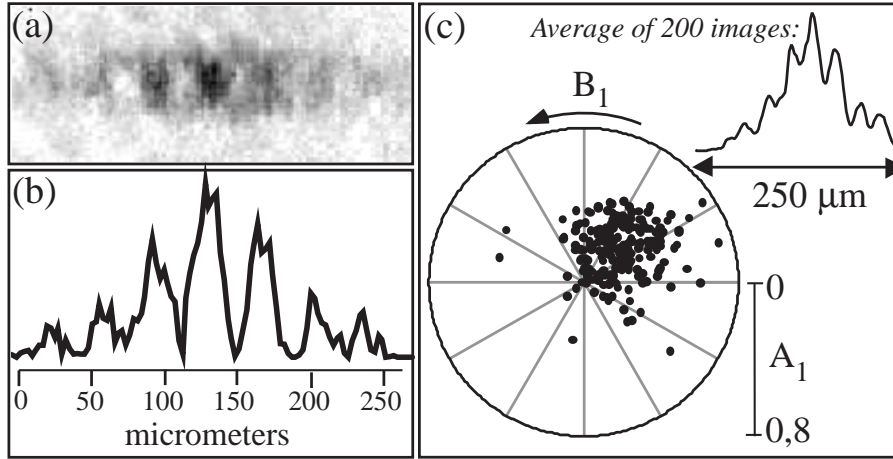 (a)
(b)
0 50 100 150 200 250
micrometers
(c)
Average of 200 images:
B₁
250 μm
0
A₁
0,8